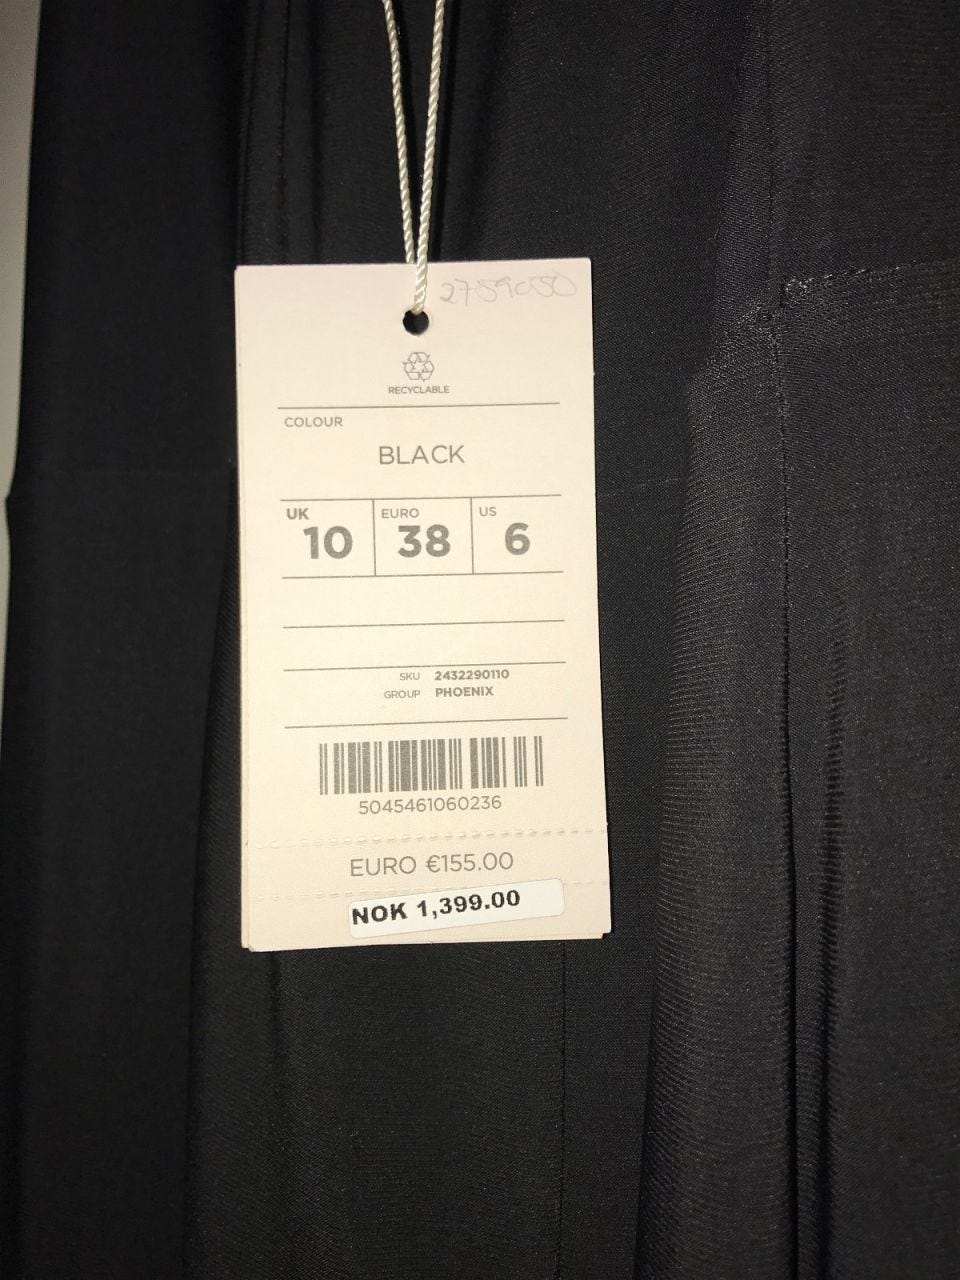 2759050
RECYCLABLE
COLOUR
BLACK
UK 10 EURO 38 US 6
SKU 2432290110
GROUP PHOENIX
5045461060236
EURO €155.00
NOK 1,399.00